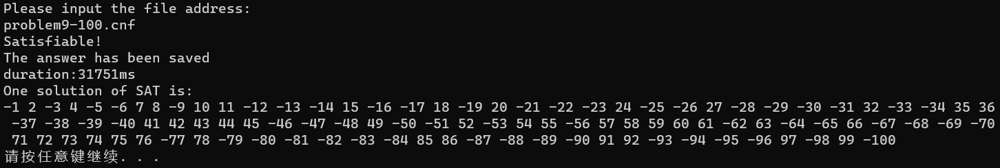 Please input the file address:
problem9-100.cnf
Satisfiable!
The answer has been saved
duration:31751ms
One solution of SAT is:
-1 2 -3 4 -5 -6 7 8 -9 10 11 -12 -13 -14 15 -16 -17 18 -19 20 -21 -22 -23 24 -25 -26 27 -28 -29 -30 -31 32 -33 -34 35 36
-37 -38 -39 -40 41 42 43 44 45 -46 -47 -48 49 -50 -51 52 -53 54 55 -56 57 58 59 60 61 -62 63 -64 -65 66 -67 -68 -69 -70
71 72 73 74 75 76 -77 78 -79 -80 -81 -82 -83 -84 85 86 -87 -88 -89 -90 91 92 -93 -94 -95 -96 97 -98 99 -100
请按任意键继续. . .